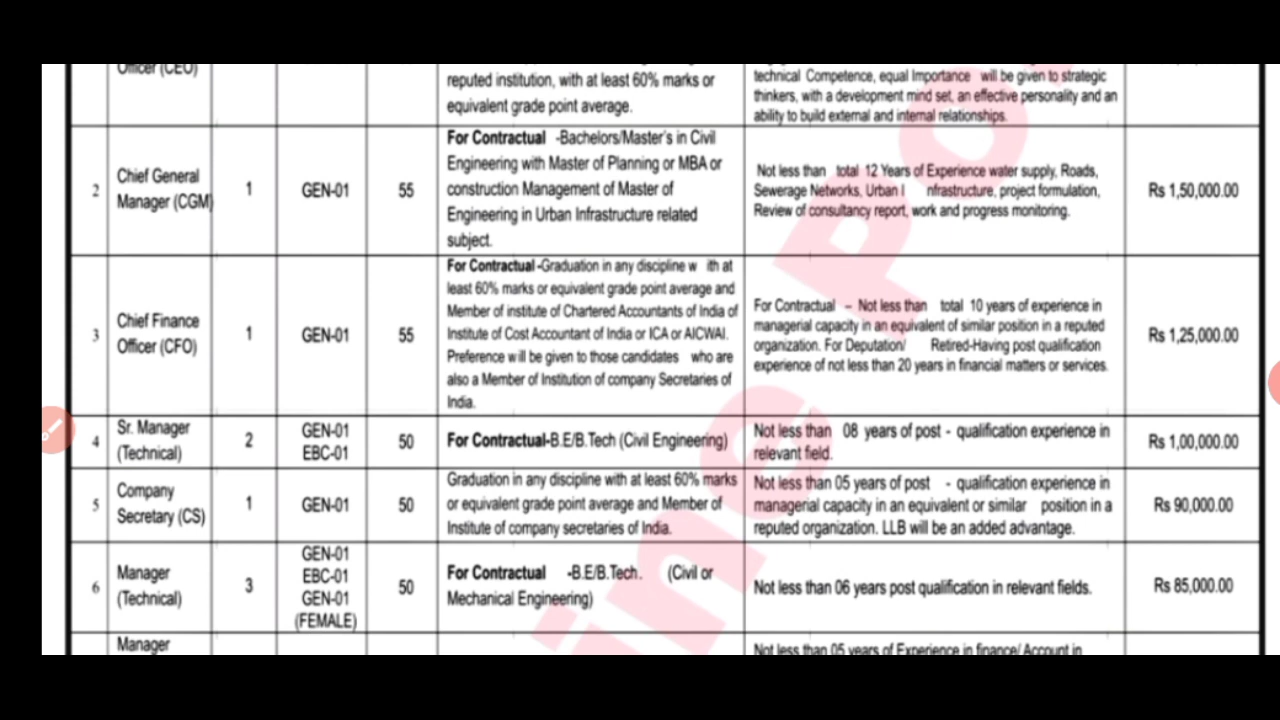 Officer (CEO)
reputed institution, with at least 60% marks or
equivalent grade point average.
technical Competence, equal Importance will be given to strategic
thinkers, with a development mind set, an effective personality and an
ability to build external and internal relationships.
2
Chief General
Manager (CGM)
1
GEN-01
55
For Contractual -Bachelors/Master's in Civil
Engineering with Master of Planning or MBA or
construction Management of Master of
Engineering in Urban Infrastructure related
subject.
Not less than total 12 Years of Experience water supply, Roads,
Sewerage Networks, Urban I nfrastructure, project formulation,
Review of consultancy report, work and progress monitoring.
Rs 1,50,000.00
3
Chief Finance
Officer (CFO)
1
GEN-01
55
For Contractual -Graduation in any discipline w ith at
least 60% marks or equivalent grade point average and
Member of institute of Chartered Accountants of India of
Institute of Cost Accountant of India or ICA or AICWAI.
Preference will be given to those candidates who are
also a Member of Institution of company Secretaries of
India.
For Contractual – Not less than total 10 years of experience in
managerial capacity in an equivalent of similar position in a reputed
organization. For Deputation/ Retired-Having post qualification
experience of not less than 20 years in financial matters or services.
Rs 1,25,000.00
4
Sr. Manager
(Technical)
2
GEN-01
EBC-01
50
For Contractual-B.E/B.Tech (Civil Engineering)
Not less than 08 years of post - qualification experience in
relevant field.
Rs 1,00,000.00
5
Company
Secretary (CS)
1
GEN-01
50
Graduation in any discipline with at least 60% marks
or equivalent grade point average and Member of
Institute of company secretaries of India.
Not less than 05 years of post - qualification experience in
managerial capacity in an equivalent or similar position in a
reputed organization. LLB will be an added advantage.
Rs 90,000.00
6
Manager
(Technical)
3
GEN-01
EBC-01
GEN-01
(FEMALE)
50
For Contractual -B.E/B.Tech. (Civil or
Mechanical Engineering)
Not less than 06 years post qualification in relevant fields.
Rs 85,000.00
Manager
Not less than 05 years of Experience in finance/ Account in
ine Po